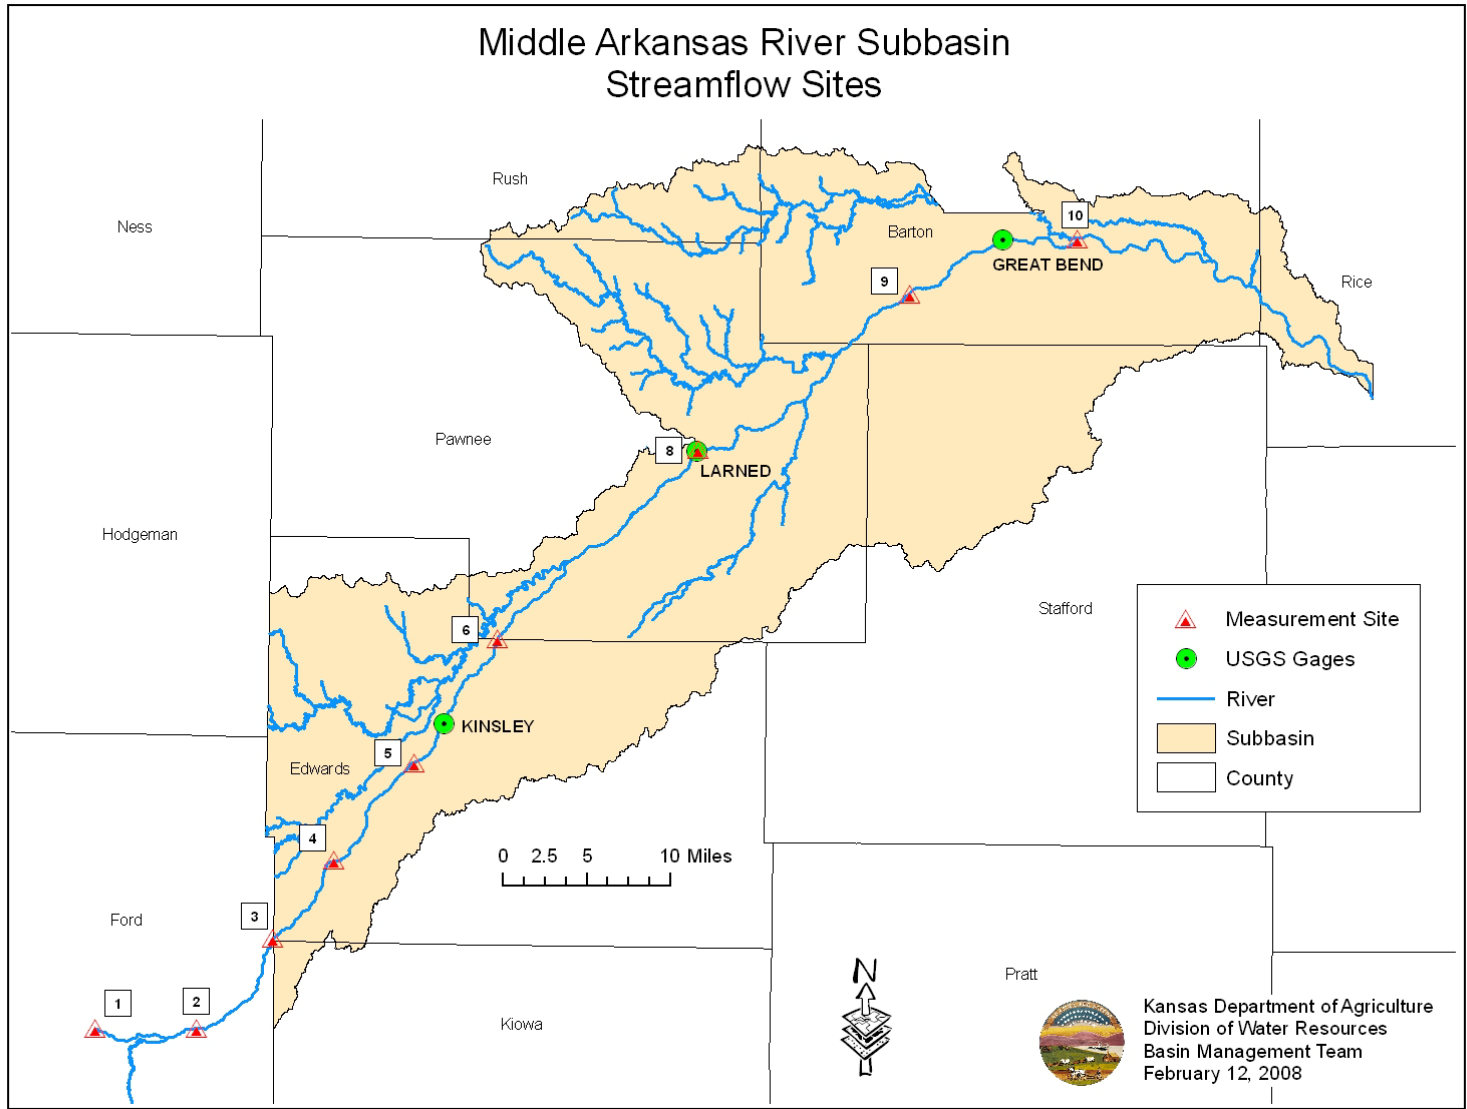 Middle Arkansas River Subbasin
Streamflow Sites
Rush
Ness
10
Barton
GREAT BEND
9
Rice
Pawnee
8
LARNED
Hodgeman
Stafford
6
KINSLEY
5
Edwards
4
Measurement Site
USGS Gages
River
Subbasin
County
0 2.5 5 10 Miles
3
Ford
1
2
Kiowa
N
Pratt
Kansas Department of Agriculture
Division of Water Resources
Basin Management Team
February 12, 2008